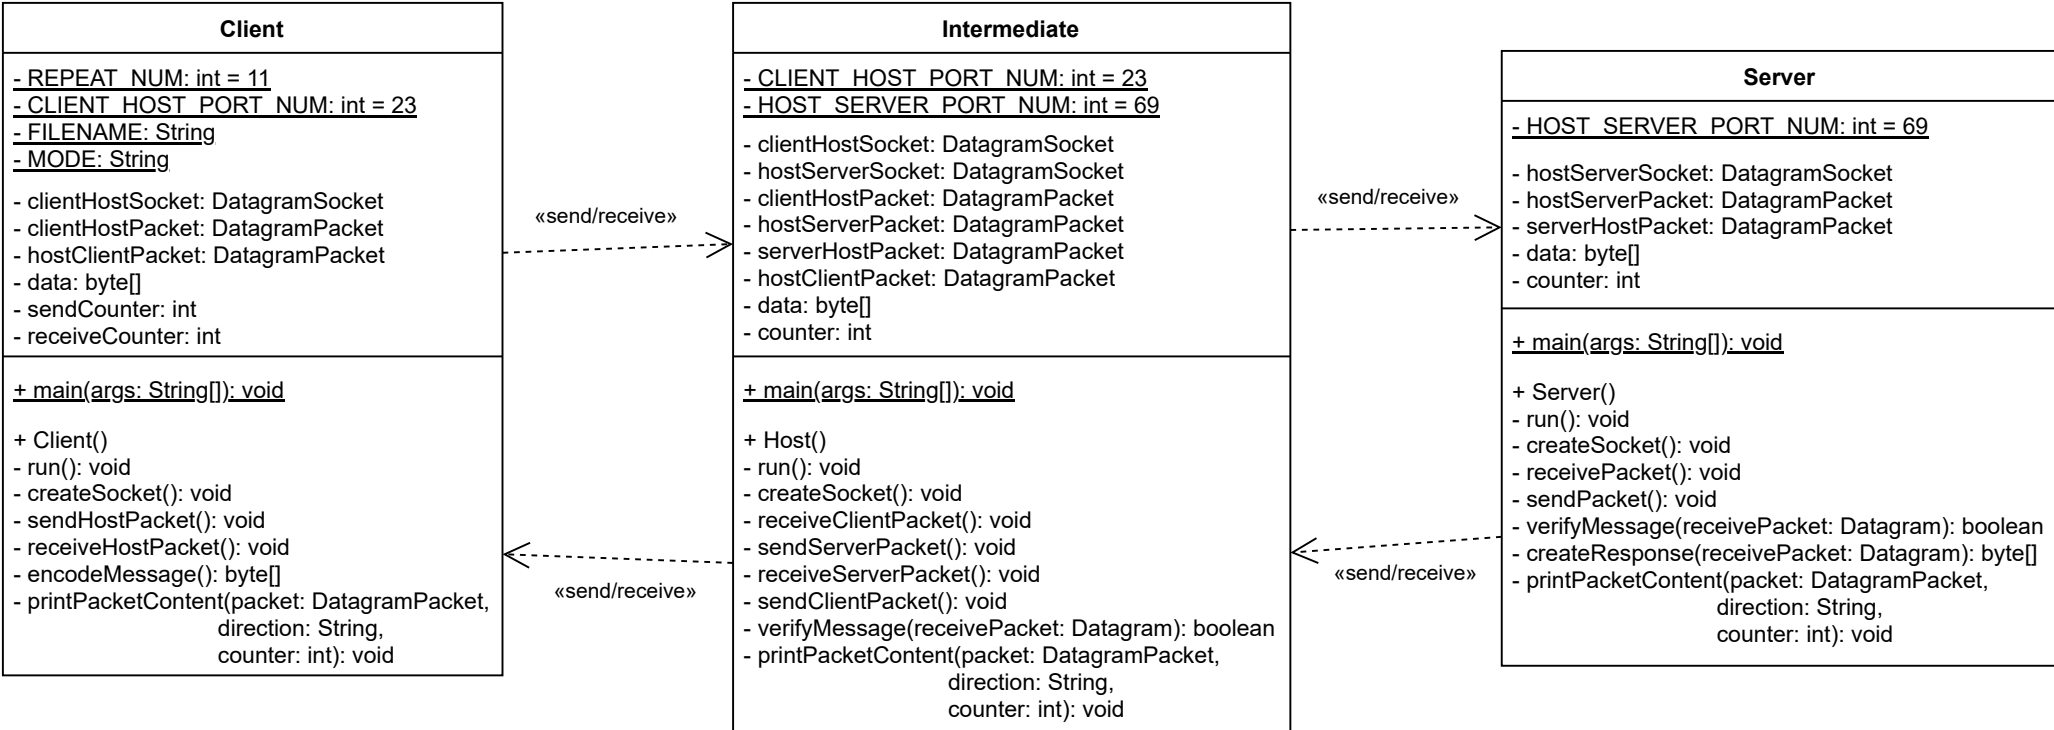 Client
- REPEAT_NUM: int = 11
- CLIENT_HOST_PORT_NUM: int = 23
- FILENAME: String
- MODE: String
- clientHostSocket: DatagramSocket
- clientHostPacket: DatagramPacket
- hostClientPacket: DatagramPacket
- data: byte[]
- sendCounter: int
- receiveCounter: int
+ main(args: String[]): void
+ Client()
- run(): void
- createSocket(): void
- sendHostPacket(): void
- receiveHostPacket(): void
- encodeMessage(): byte[]
- printPacketContent(packet: DatagramPacket,
direction: String,
counter: int): void
«send/receive»
«send/receive»
Intermediate
- CLIENT_HOST_PORT_NUM: int = 23
- HOST_SERVER_PORT_NUM: int = 69
- clientHostSocket: DatagramSocket
- hostServerSocket: DatagramSocket
- clientHostPacket: DatagramPacket
- hostServerPacket: DatagramPacket
- serverHostPacket: DatagramPacket
- hostClientPacket: DatagramPacket
- data: byte[]
- counter: int
+ main(args: String[]): void
+ Host()
- run(): void
- createSocket(): void
- receiveClientPacket(): void
- sendServerPacket(): void
- receiveServerPacket(): void
- sendClientPacket(): void
- verifyMessage(receivePacket: Datagram): boolean
- printPacketContent(packet: DatagramPacket,
direction: String,
counter: int): void
«send/receive»
«send/receive»
Server
- HOST_SERVER_PORT_NUM: int = 69
- hostServerSocket: DatagramSocket
- hostServerPacket: DatagramPacket
- serverHostPacket: DatagramPacket
- data: byte[]
- counter: int
+ main(args: String[]): void
+ Server()
- run(): void
- createSocket(): void
- receivePacket(): void
- sendPacket(): void
- verifyMessage(receivePacket: Datagram): boolean
- createResponse(receivePacket: Datagram): byte[]
- printPacketContent(packet: DatagramPacket,
direction: String,
counter: int): void